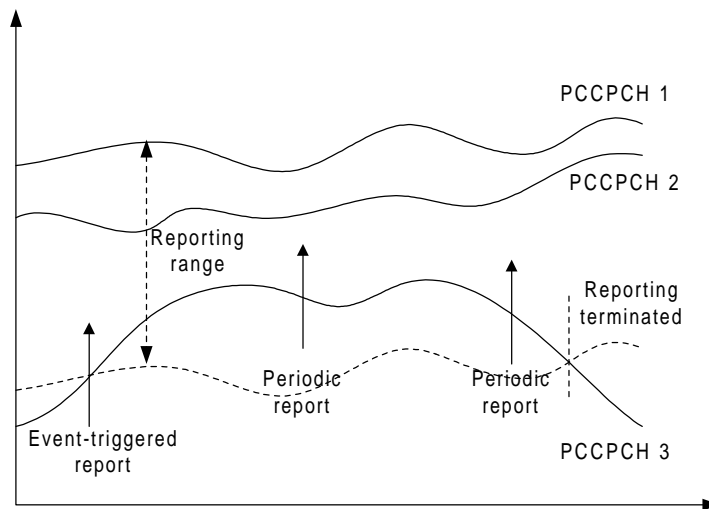 PCCPCH 1
PCCPCH 2
Reporting
range
Reporting
terminated
Periodic
report
Periodic
report
Event-triggered
report
PCCPCH 3